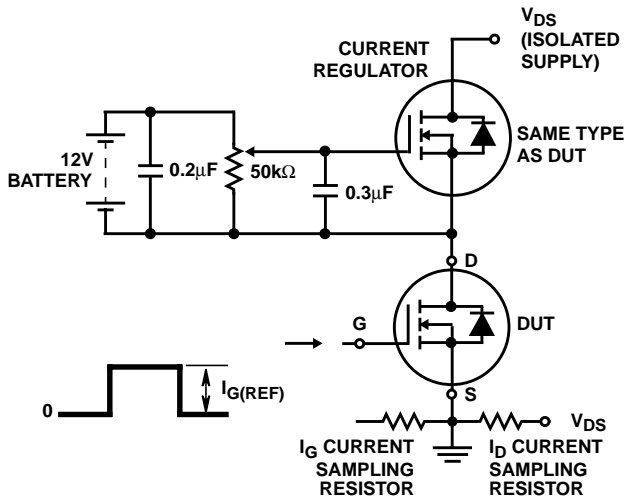 V_DS
(ISOLATED
SUPPLY)
CURRENT
REGULATOR
SAME TYPE
AS DUT
12V
BATTERY
0.2µF
50kΩ
0.3µF
D
G
DUT
0
I_G(REF)
S
V_DS
I_G CURRENT
SAMPLING
RESISTOR
I_D CURRENT
SAMPLING
RESISTOR